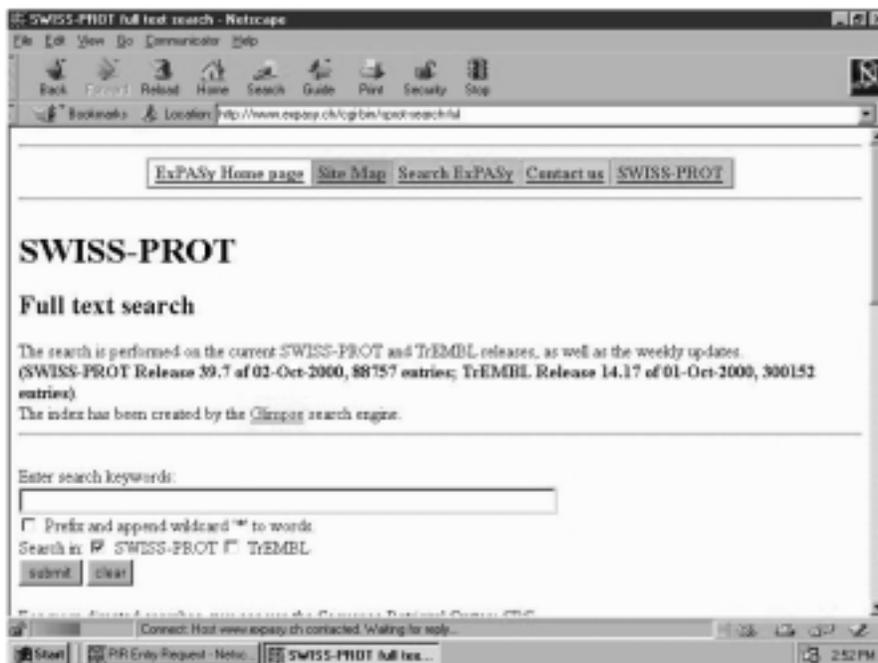 SWISS-PROT full text search - Netscape
File Edit View Go Communicator Help
Back Forward Reload Home Search Guide Print Security Stop
Bookmarks Location: http://www.expasy.ch/cgi-bin/sprot-search-ful
N
ExPASy Home page Site Map Search ExPASy Contact us SWISS-PROT
SWISS-PROT
Full text search
The search is performed on the current SWISS-PROT and TrEMBL releases, as well as the weekly updates.
(SWISS-PROT Release 39.7 of 02-Oct-2000, 88757 entries; TrEMBL Release 14.17 of 01-Oct-2000, 300152
entries)
The index has been created by the Glimpse search engine.
Enter search keywords:
Prefix and append wildcard '*' to words.
Search in: SWISS-PROT TrEMBL
submit clear
Connect: Host www.expasy.ch contacted. Waiting for reply...
Start PIR Entry Request - Netsc... SWISS-PROT full tex... 2:52 PM